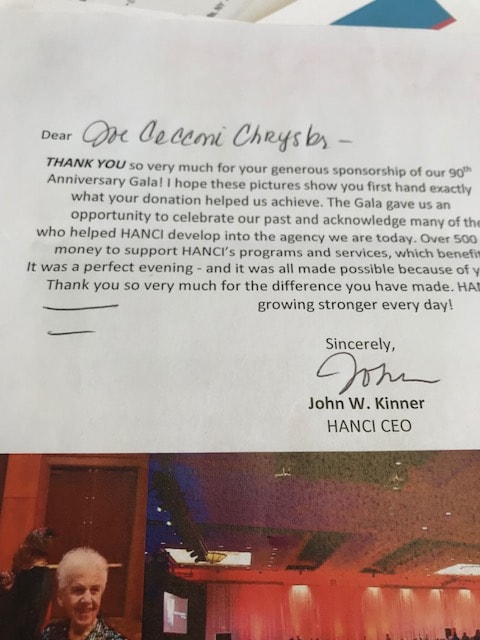 Dear Joe Cecconi Chrysler -
THANK YOU so very much for your generous sponsorship of our 90th
Anniversary Gala! I hope these pictures show you first hand exactly
what your donation helped us achieve. The Gala gave us an
opportunity to celebrate our past and acknowledge many of the
who helped HANCI develop into the agency we are today. Over 500
money to support HANCI's programs and services, which benefit
It was a perfect evening - and it was all made possible because of y
Thank you so very much for the difference you have made. HAN
growing stronger every day!
Sincerely,
John
John W. Kinner
HANCI CEO